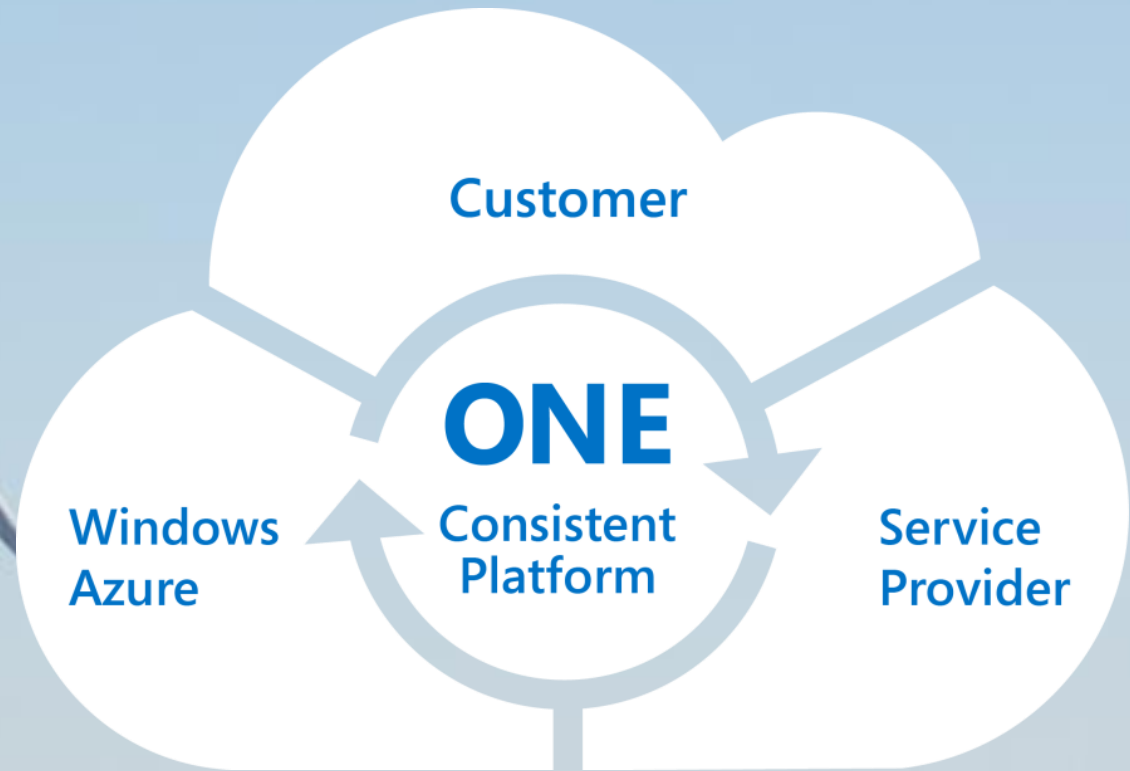 Customer
ONE
Consistent
Platform
Windows
Azure
Service
Provider